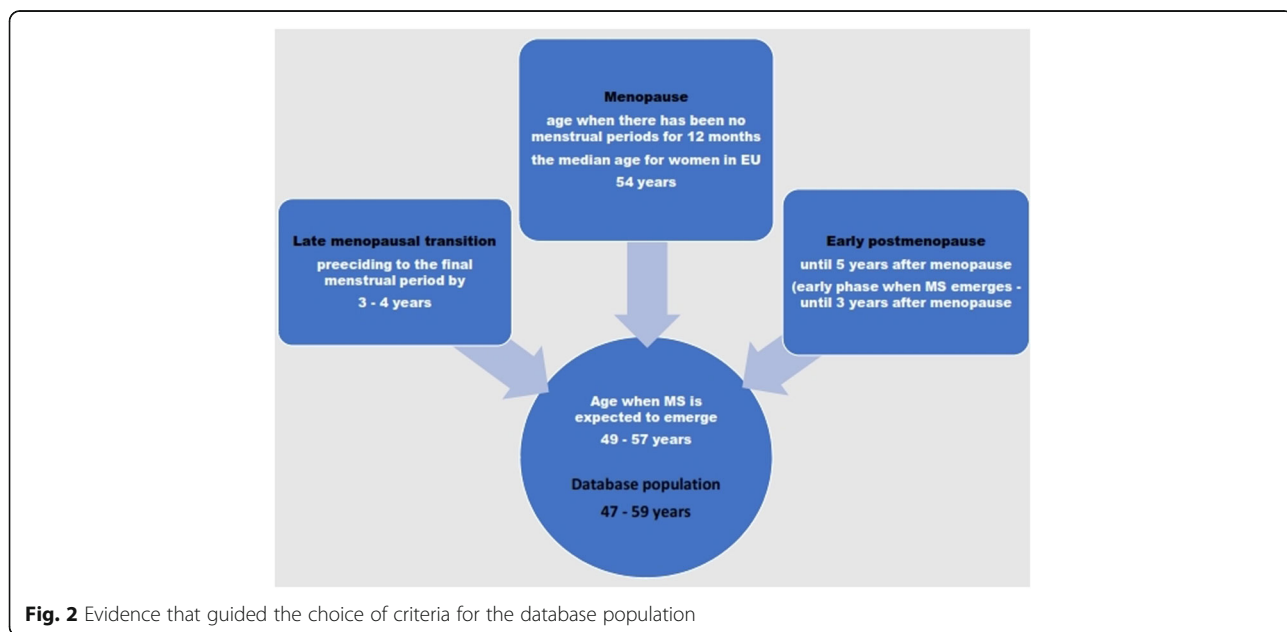 Menopause
age when there has been no
menstrual periods for 12 months
the median age for women in EU
54 years
Late menopausal transition
preeciding to the final
menstrual period by
3 - 4 years
Early postmenopause
until 5 years after menopause
(early phase when MS emerges -
until 3 years after menopause
Age when MS is
expected to emerge
49 - 57 years
Database population
47 - 59 years
Fig. 2 Evidence that guided the choice of criteria for the database population